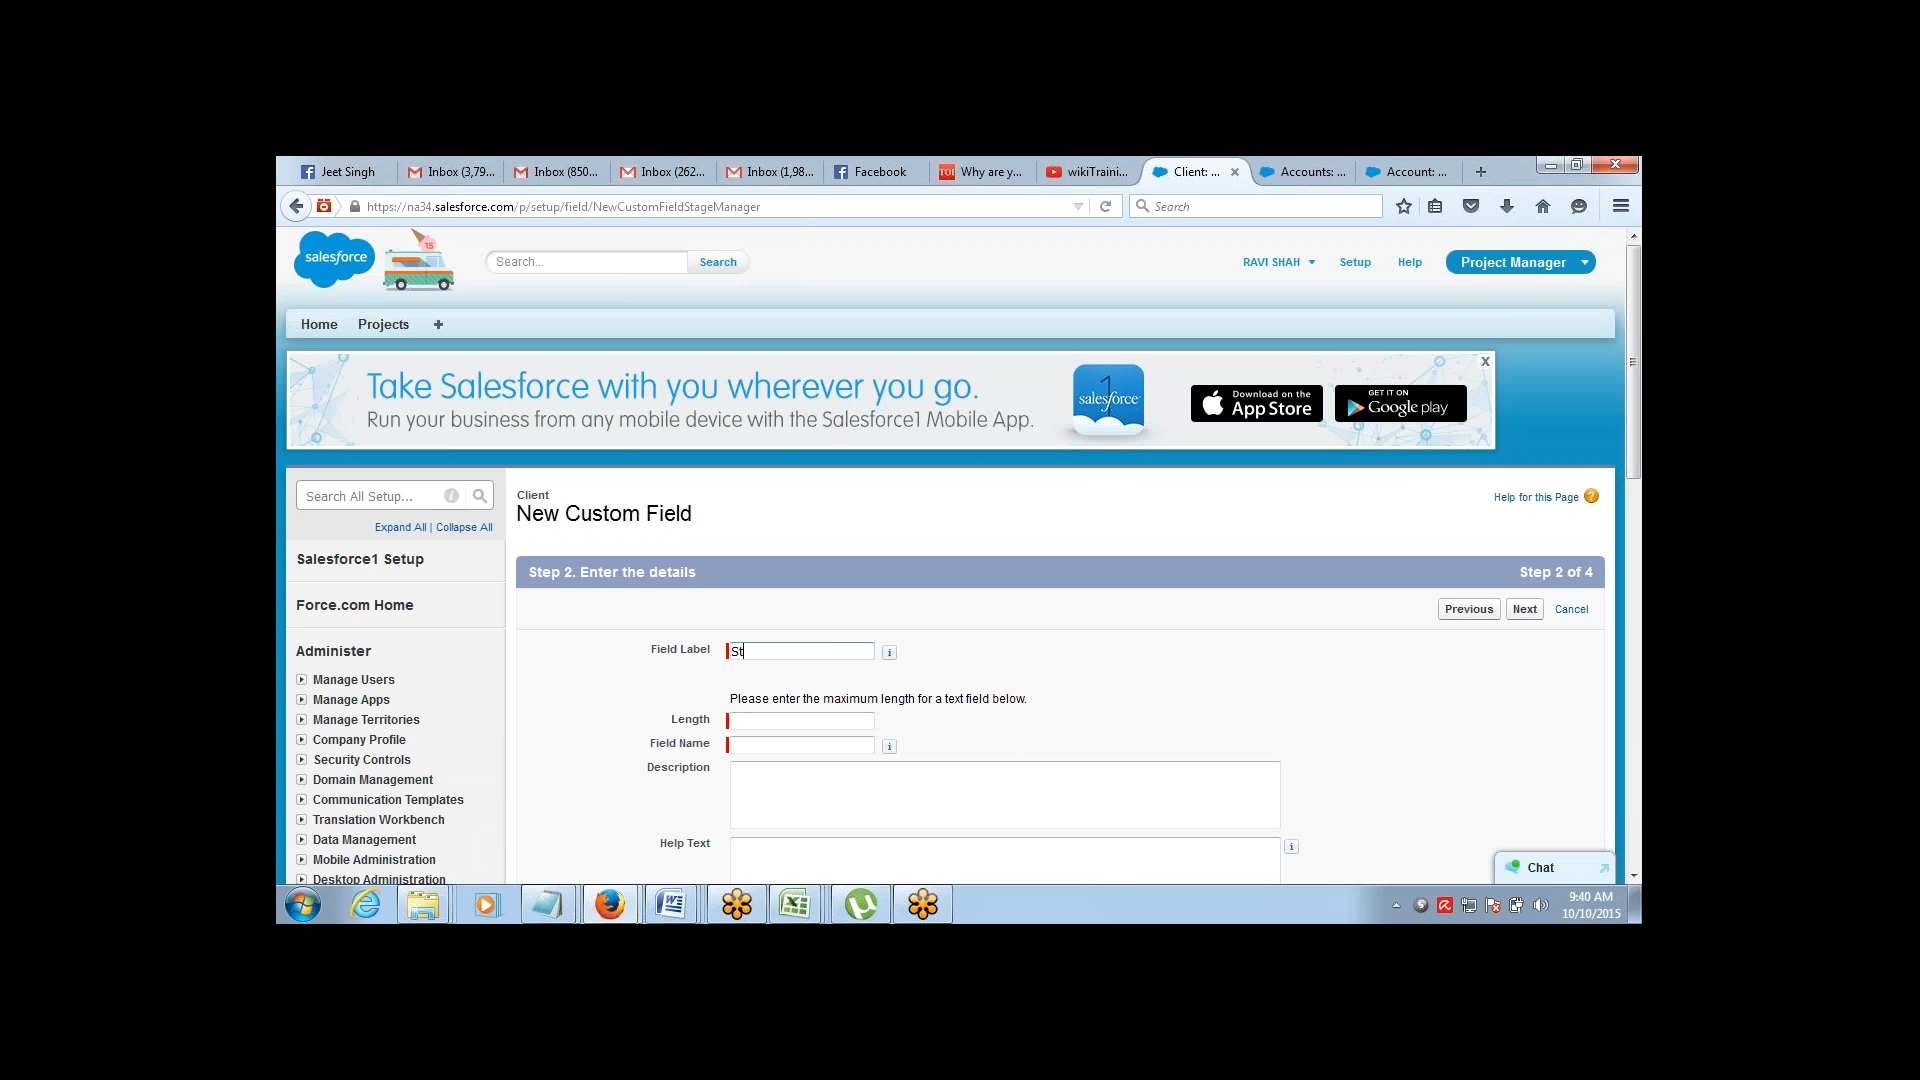 Jeet Singh
Inbox (3,79...
Inbox (850...
Inbox (262...
Inbox (1,98...
Facebook
TOI
Why are y...
wikiTraini...
Client: ...
Accounts: ...
Account: ...
https://na34.salesforce.com/p/setup/field/NewCustomFieldStageManager
Search
salesforce
15
Search...
Search
RAVI SHAH
Setup
Help
Project Manager
Home
Projects
Take Salesforce with you wherever you go.
Run your business from any mobile device with the Salesforce1 Mobile App.
1
salesforce
Download on the
App Store
GET IT ON
Google play
X
Search All Setup...
Expand All | Collapse All
Client
New Custom Field
Help for this Page
Salesforce1 Setup
Force.com Home
Administer
Manage Users
Manage Apps
Manage Territories
Company Profile
Security Controls
Domain Management
Communication Templates
Translation Workbench
Data Management
Mobile Administration
Desktop Administration
Step 2. Enter the details
Step 2 of 4
Previous
Next
Cancel
Field Label
St
Please enter the maximum length for a text field below.
Length
Field Name
Description
Help Text
Chat
9:40 AM
10/10/2015